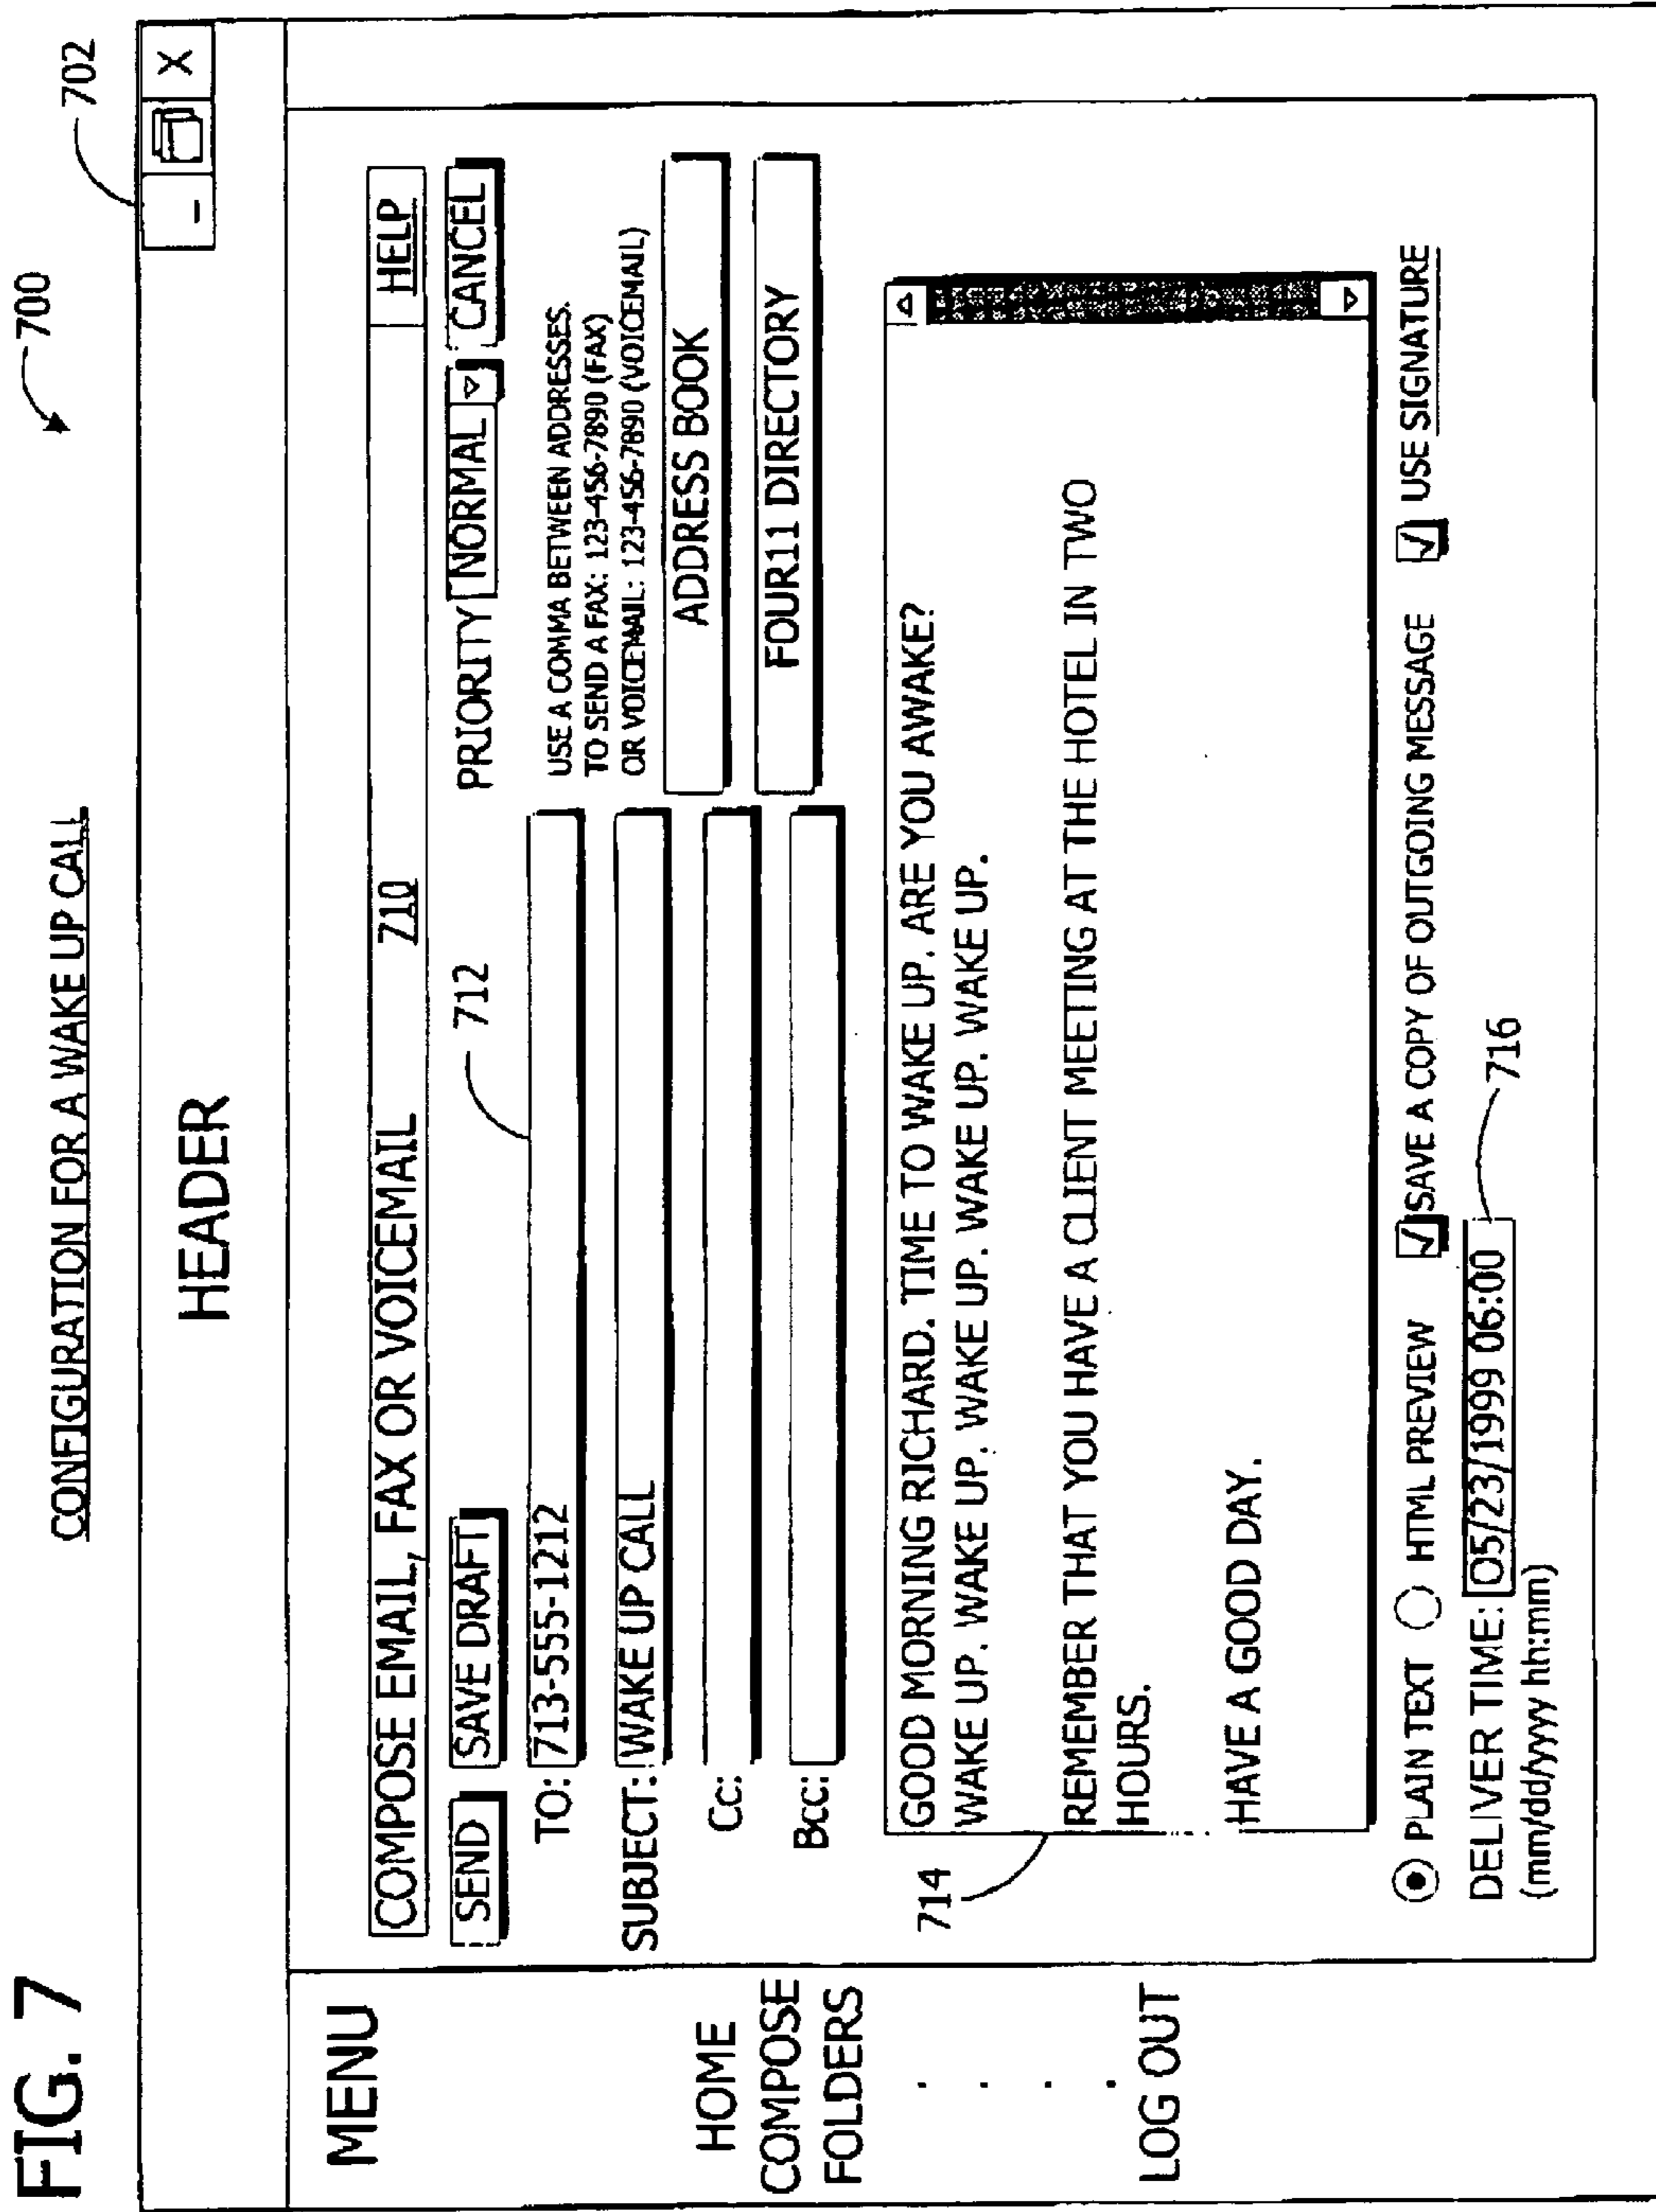 FIG. 7
CONFIGURATION FOR A WAKE UP CALL
700
702
- X
HEADER
MENU
HOME
COMPOSE
FOLDERS
.
.
.
.
LOG OUT
COMPOSE EMAIL, FAX OR VOICEMAIL 710 HELP
SEND SAVE DRAFT 712 PRIORITY NORMAL CANCEL
TO: 713-555-1212
USE A COMMA BETWEEN ADDRESSES.
TO SEND A FAX: 123-456-7890 (FAX)
OR VOICEMAIL: 123-456-7890 (VOICEMAIL)
SUBJECT: WAKE UP CALL
Cc: ADDRESS BOOK
Bcc: FOUR11 DIRECTORY
714
GOOD MORNING RICHARD. TIME TO WAKE UP. ARE YOU AWAKE?
WAKE UP. WAKE UP. WAKE UP. WAKE UP. WAKE UP. WAKE UP.
REMEMBER THAT YOU HAVE A CLIENT MEETING AT THE HOTEL IN TWO
HOURS.
HAVE A GOOD DAY.
PLAIN TEXT HTML PREVIEW SAVE A COPY OF OUTGOING MESSAGE USE SIGNATURE
DELIVER TIME: 05/23/1999 06:00 716
(mm/dd/yyyy hh:mm)